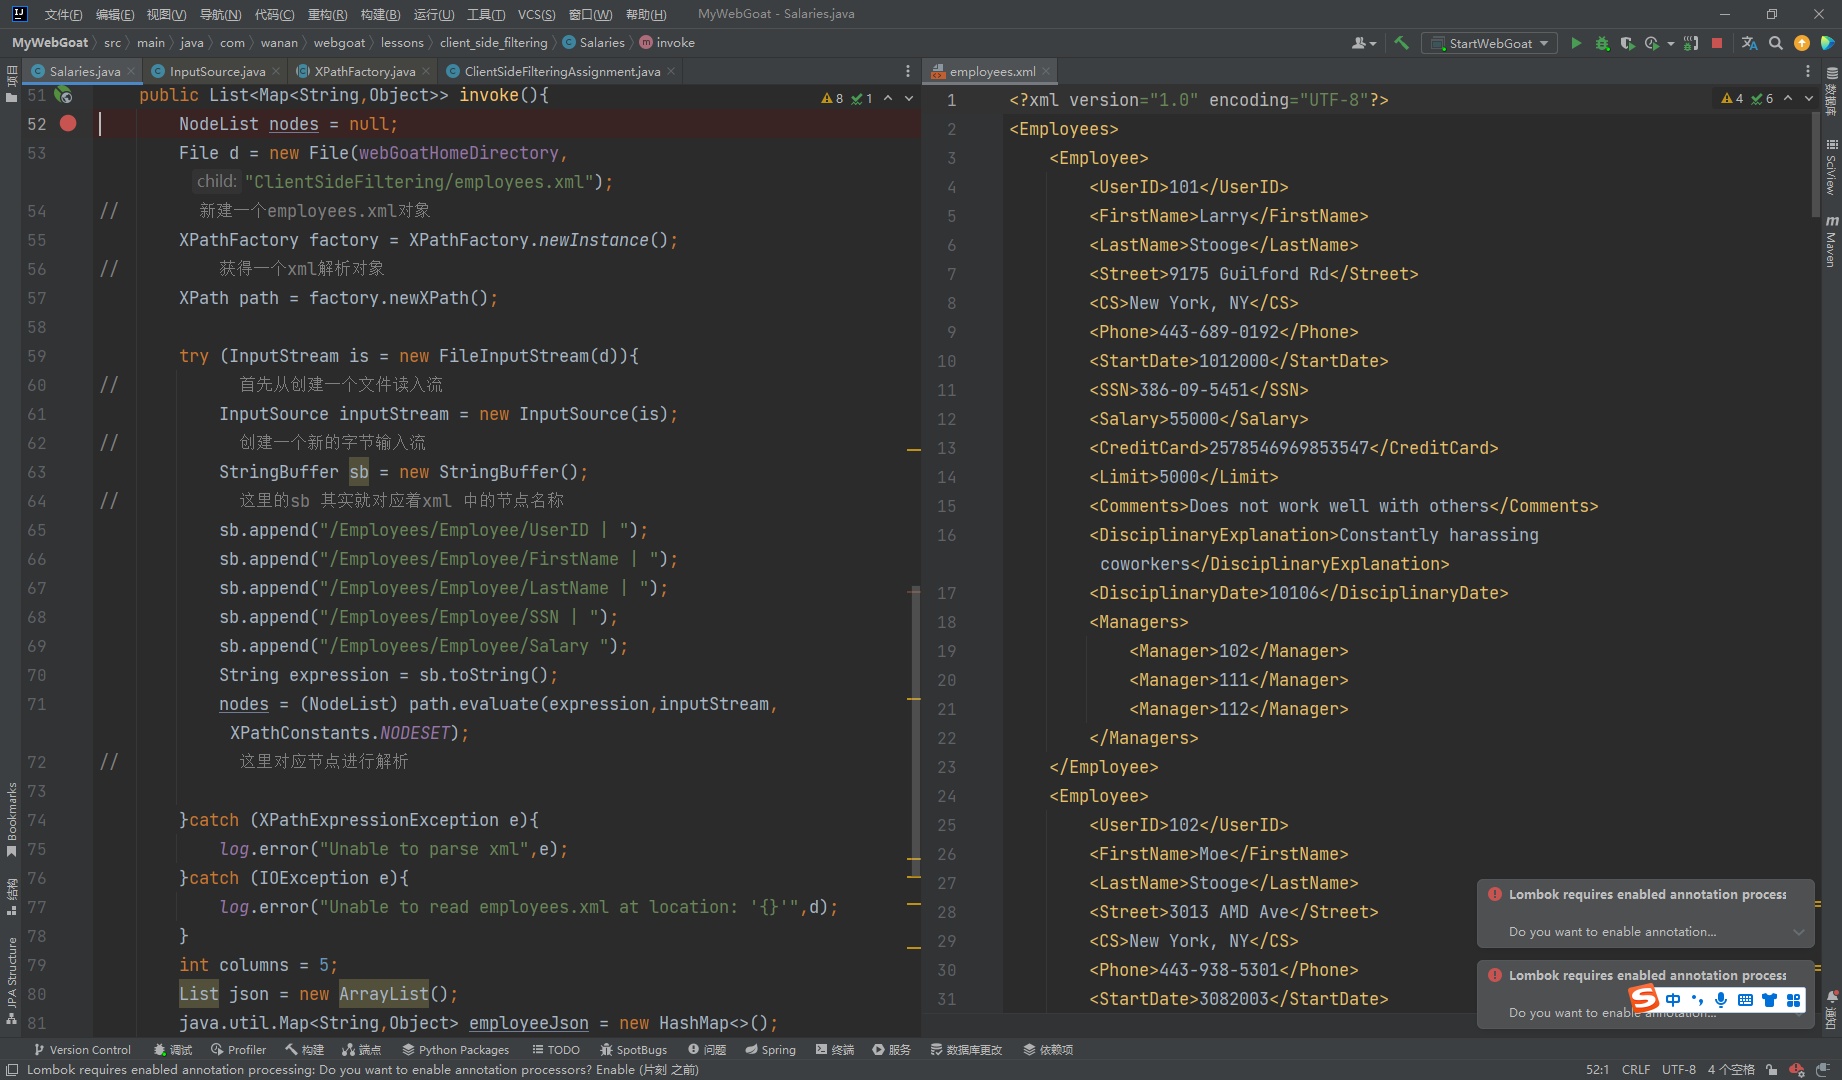 文件(F) 编辑(E) 视图(V) 导航(N) 代码(C) 重构(R) 构建(B) 运行(U) 工具(T) VCS(S) 窗口(W) 帮助(H) MyWebGoat - Salaries.java
MyWebGoat src main java com wanan webgoat lessons client_side_filtering Salaries invoke StartWebGoat
Salaries.java InputSource.java XPathFactory.java ClientSideFilteringAssignment.java
51 public List<Map<String,Object>> invoke(){ 8 1
52 NodeList nodes = null;
53 File d = new File(webGoatHomeDirectory,
child: "ClientSideFiltering/employees.xml");
54 // 新建一个employees.xml对象
55 XPathFactory factory = XPathFactory.newInstance();
56 // 获得一个xml解析对象
57 XPath path = factory.newXPath();
58
59 try (InputStream is = new FileInputStream(d)){
60 // 首先从创建一个文件读入流
61 InputSource inputStream = new InputSource(is);
62 // 创建一个新的字节输入流
63 StringBuffer sb = new StringBuffer();
64 // 这里的sb 其实就对应着xml 中的节点名称
65 sb.append("/Employees/Employee/UserID | ");
66 sb.append("/Employees/Employee/FirstName | ");
67 sb.append("/Employees/Employee/LastName | ");
68 sb.append("/Employees/Employee/SSN | ");
69 sb.append("/Employees/Employee/Salary ");
70 String expression = sb.toString();
71 nodes = (NodeList) path.evaluate(expression,inputStream,
XPathConstants.NODESET);
72 // 这里对应节点进行解析
73
74 }catch (XPathExpressionException e){
75 log.error("Unable to parse xml",e);
76 }catch (IOException e){
77 log.error("Unable to read employees.xml at location: '{}'",d);
78 }
79 int columns = 5;
80 List json = new ArrayList();
81 java.util.Map<String,Object> employeeJson = new HashMap<>();
employees.xml
1 <?xml version="1.0" encoding="UTF-8"?> 4 6
2 <Employees>
3 <Employee>
4 <UserID>101</UserID>
5 <FirstName>Larry</FirstName>
6 <LastName>Stooge</LastName>
7 <Street>9175 Guilford Rd</Street>
8 <CS>New York, NY</CS>
9 <Phone>443-689-0192</Phone>
10 <StartDate>1012000</StartDate>
11 <SSN>386-09-5451</SSN>
12 <Salary>55000</Salary>
13 <CreditCard>2578546969853547</CreditCard>
14 <Limit>5000</Limit>
15 <Comments>Does not work well with others</Comments>
16 <DisciplinaryExplanation>Constantly harassing
coworkers</DisciplinaryExplanation>
17 <DisciplinaryDate>10106</DisciplinaryDate>
18 <Managers>
19 <Manager>102</Manager>
20 <Manager>111</Manager>
21 <Manager>112</Manager>
22 </Managers>
23 </Employee>
24 <Employee>
25 <UserID>102</UserID>
26 <FirstName>Moe</FirstName>
27 <LastName>Stooge</LastName>
28 <Street>3013 AMD Ave</Street>
29 <CS>New York, NY</CS>
30 <Phone>443-938-5301</Phone>
31 <StartDate>3082003</StartDate>
Lombok requires enabled annotation process
Do you want to enable annotation...
Lombok requires enabled annotation process
Do you want to enable annotation...
中
项目
Bookmarks
结构
JPA Structure
数据库
SciView
Maven
通知
Version Control 调试 Profiler 构建 端点 Python Packages TODO SpotBugs 问题 Spring 终端 服务 数据库更改 依赖项
Lombok requires enabled annotation processing: Do you want to enable annotation processors? Enable (片刻 之前) 52:1 CRLF UTF-8 4 个空格